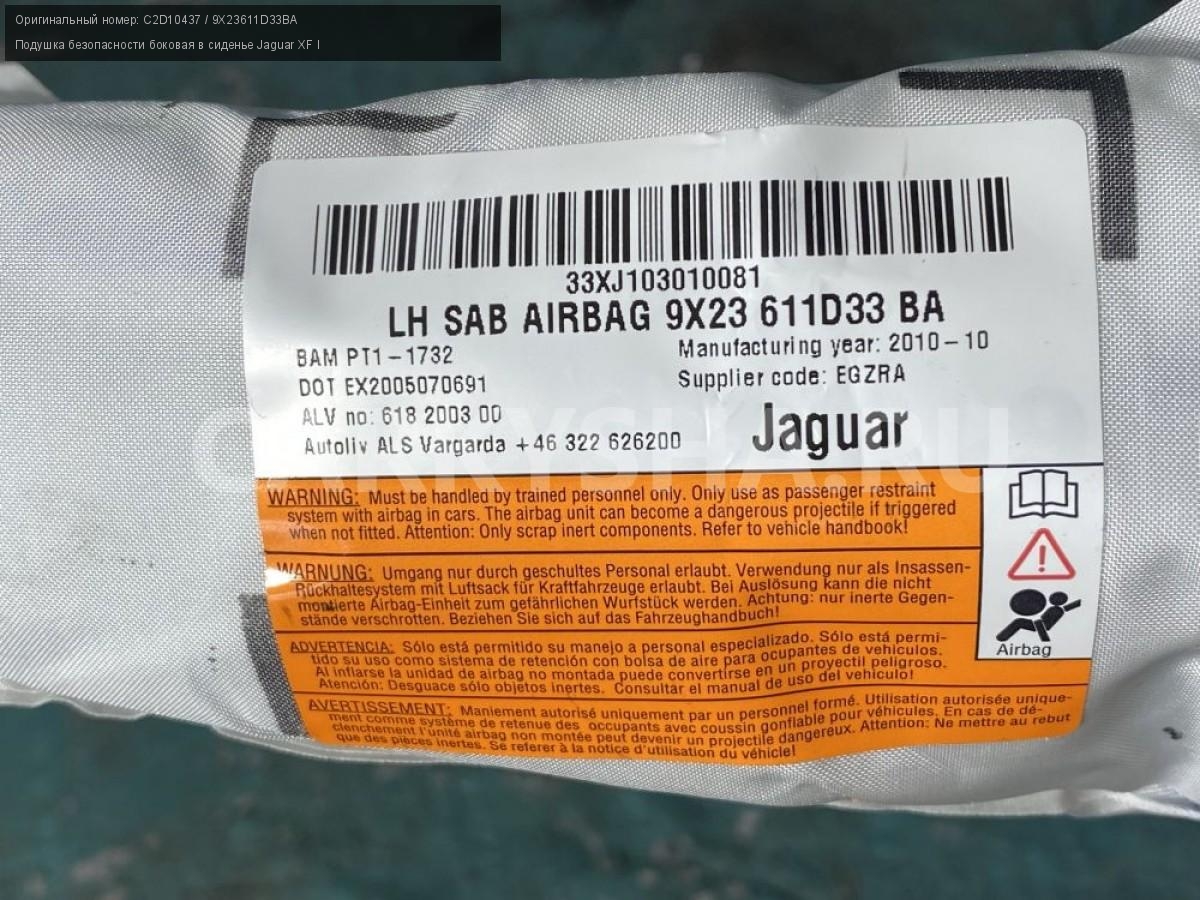 Оригинальный номер: C2D10437 / 9X23611D33BA
Подушка безопасности боковая в сиденье Jaguar XF I
33XJ103010081
LH SAB AIRBAG 9X23 611D33 BA
BAM PT1-1732
Manufacturing year: 2010-10
DOT EX2005070691
Supplier code: EGZRA
ALV no: 618 2003 00
Autoliv ALS Vargarda +46 322 626200
Jaguar
CARRYSHA.RU
WARNING: Must be handled by trained personnel only. Only use as passenger restraint
system with airbag in cars. The airbag unit can become a dangerous projectile if triggered
when not fitted. Attention: Only scrap inert components. Refer to vehicle handbook!
WARNUNG: Umgang nur durch geschultes Personal erlaubt. Verwendung nur als Insassen-
Rückhaltesystem mit Luftsack für Kraftfahrzeuge erlaubt. Bei Auslösung kann die nicht
montierte Airbag-Einheit zum gefährlichen Wurfstück werden. Achtung: nur inerte Gegen-
stände verschrotten. Beziehen Sie sich auf das Fahrzeughandbuch!
Airbag
ADVERTENCIA: Sólo está permitido su manejo a personal especializado. Sólo está permi-
tido su uso como sistema de retención con bolsa de aire para ocupantes de vehículos.
Al inflarse la unidad de airbag no montada puede convertirse en un proyectil peligroso.
Atención: Desguace sólo objetos inertes. Consultar el manual de uso del vehículo!
AVERTISSEMENT: Maniement autorisé uniquement par un personnel formé. Utilisation autorisée unique-
ment comme système de retenue des occupants avec coussin gonflable pour véhicules. En cas de dé-
clenchement l'unité airbag non montée peut devenir un projectile dangereux. Attention: Ne mettre au rebut
que des pièces inertes. Se referer à la notice d'utilisation du véhicle!